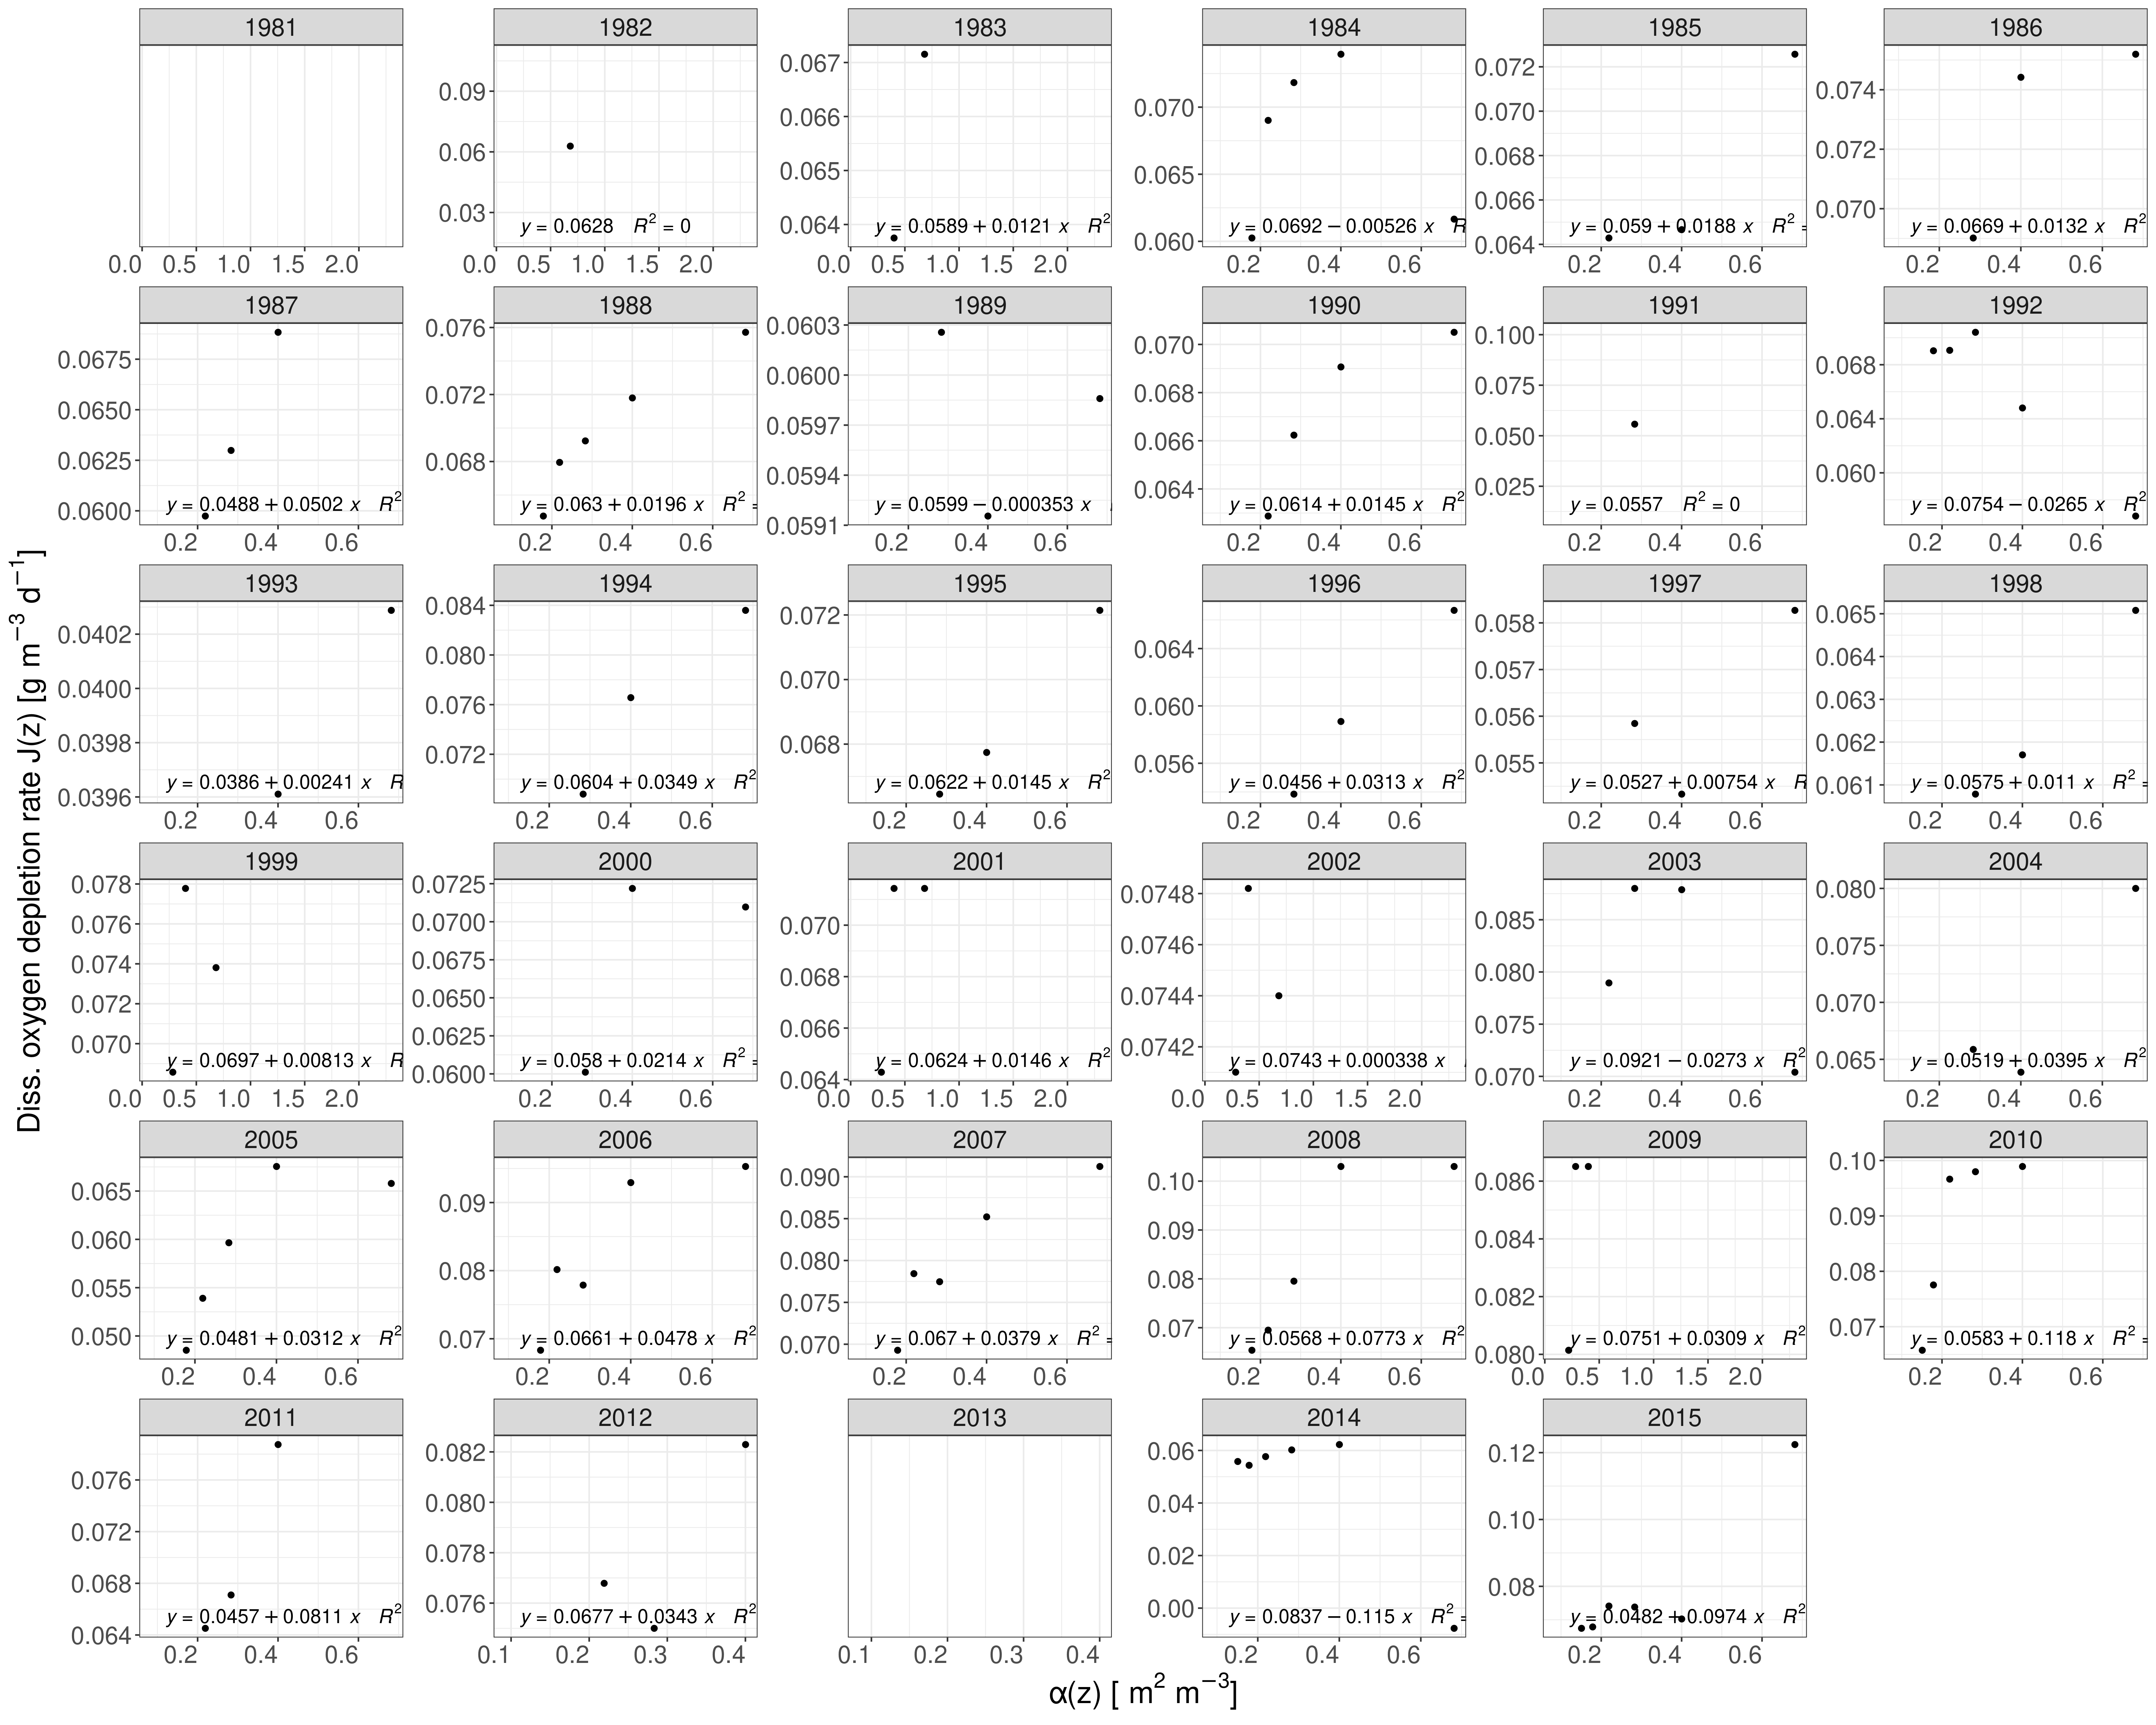 Diss. oxygen depletion rate J(z) [g m⁻³ d⁻¹]
1981 1982 1983 1984 1985 1986
0.09 0.06 0.03
0.067 0.066 0.065 0.064
0.070 0.065 0.060
0.072 0.070 0.068 0.066 0.064
0.074 0.072 0.070
y = 0.0628 R² = 0
y = 0.0589 + 0.0121 x R²
y = 0.0692 − 0.00526 x R
y = 0.059 + 0.0188 x R² =
y = 0.0669 + 0.0132 x R²
0.0 0.5 1.0 1.5 2.0
0.0 0.5 1.0 1.5 2.0
0.0 0.5 1.0 1.5 2.0
0.2 0.4 0.6
0.2 0.4 0.6
0.2 0.4 0.6
1987 1988 1989 1990 1991 1992
0.0675 0.0650 0.0625 0.0600
0.076 0.072 0.068
0.0603 0.0600 0.0597 0.0594 0.0591
0.070 0.068 0.066 0.064
0.100 0.075 0.050 0.025
0.068 0.064 0.060
y = 0.0488 + 0.0502 x R²
y = 0.063 + 0.0196 x R² =
y = 0.0599 − 0.000353 x
y = 0.0614 + 0.0145 x R²
y = 0.0557 R² = 0
y = 0.0754 − 0.0265 x R²
0.2 0.4 0.6
0.2 0.4 0.6
0.2 0.4 0.6
0.2 0.4 0.6
0.2 0.4 0.6
0.2 0.4 0.6
1993 1994 1995 1996 1997 1998
0.0402 0.0400 0.0398 0.0396
0.084 0.080 0.076 0.072
0.072 0.070 0.068
0.064 0.060 0.056
0.058 0.057 0.056 0.055
0.065 0.064 0.063 0.062 0.061
y = 0.0386 + 0.00241 x R
y = 0.0604 + 0.0349 x R²
y = 0.0622 + 0.0145 x R²
y = 0.0456 + 0.0313 x R²
y = 0.0527 + 0.00754 x R
y = 0.0575 + 0.011 x R² =
0.2 0.4 0.6
0.2 0.4 0.6
0.2 0.4 0.6
0.2 0.4 0.6
0.2 0.4 0.6
0.2 0.4 0.6
1999 2000 2001 2002 2003 2004
0.078 0.076 0.074 0.072 0.070
0.0725 0.0700 0.0675 0.0650 0.0625 0.0600
0.070 0.068 0.066 0.064
0.0748 0.0746 0.0744 0.0742
0.085 0.080 0.075 0.070
0.080 0.075 0.070 0.065
y = 0.0697 + 0.00813 x R
y = 0.058 + 0.0214 x R² =
y = 0.0624 + 0.0146 x R²
y = 0.0743 + 0.000338 x
y = 0.0921 − 0.0273 x R²
y = 0.0519 + 0.0395 x R²
0.0 0.5 1.0 1.5 2.0
0.2 0.4 0.6
0.0 0.5 1.0 1.5 2.0
0.0 0.5 1.0 1.5 2.0
0.2 0.4 0.6
0.2 0.4 0.6
2005 2006 2007 2008 2009 2010
0.065 0.060 0.055 0.050
0.09 0.08 0.07
0.090 0.085 0.080 0.075 0.070
0.10 0.09 0.08 0.07
0.086 0.084 0.082 0.080
0.10 0.09 0.08 0.07
y = 0.0481 + 0.0312 x R²
y = 0.0661 + 0.0478 x R²
y = 0.067 + 0.0379 x R² =
y = 0.0568 + 0.0773 x R²
y = 0.0751 + 0.0309 x R²
y = 0.0583 + 0.118 x R² =
0.2 0.4 0.6
0.2 0.4 0.6
0.2 0.4 0.6
0.2 0.4 0.6
0.0 0.5 1.0 1.5 2.0
0.2 0.4 0.6
2011 2012 2013 2014 2015
0.076 0.072 0.068 0.064
0.082 0.080 0.078 0.076
0.06 0.04 0.02 0.00
0.12 0.10 0.08
y = 0.0457 + 0.0811 x R²
y = 0.0677 + 0.0343 x R²
y = 0.0837 − 0.115 x R² =
y = 0.0482 + 0.0974 x R²
0.2 0.4 0.6
0.1 0.2 0.3 0.4
0.1 0.2 0.3 0.4
0.2 0.4 0.6
0.2 0.4 0.6
α(z) [ m² m⁻³]